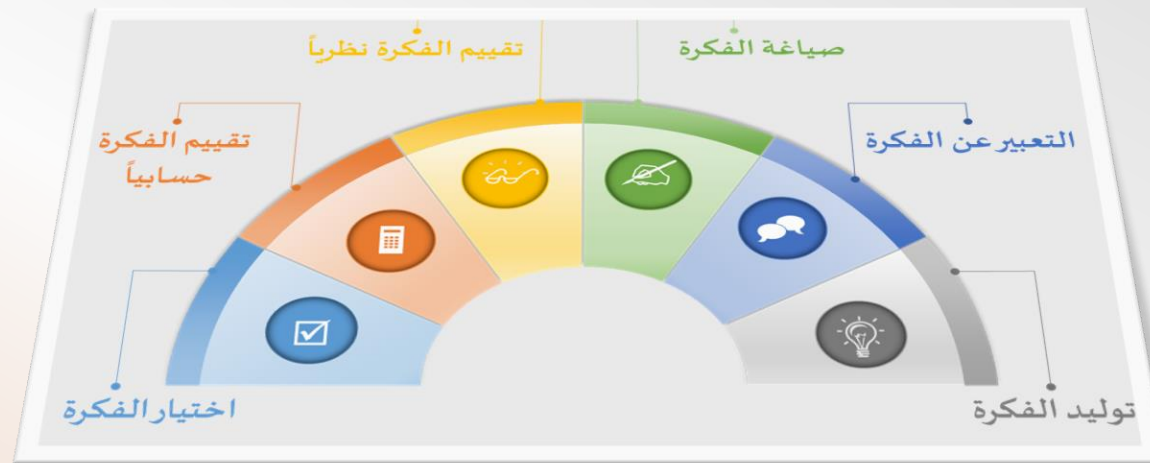 توليد الفكرة
التعبير عن الفكرة
صياغة الفكرة
تقييم الفكرة نظرياً
تقييم الفكرة
حسابياً
اختيار الفكرة